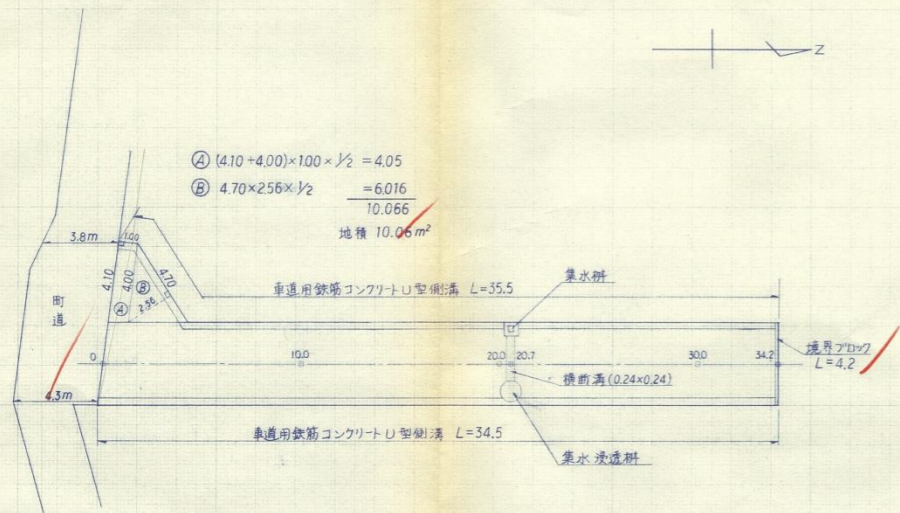 Z
Ⓐ (4.10 +4.00)×1.00×1/2 =4.05
Ⓑ 4.70×2.56×1/2 =6.016
10.066
地積 10.06m²
3.8m
1.00
4.10
4.00
Ⓑ
4.70
Ⓐ
2.56
町道
車道用鉄筋コンクリートU型側溝 L=35.5
集水桝
0
10.0
20.0
20.7
30.0
34.2
境界ブロック
L=4.2
横断溝(0.24×0.24)
4.3m
車道用鉄筋コンクリートU型側溝 L=34.5
集水浸透桝